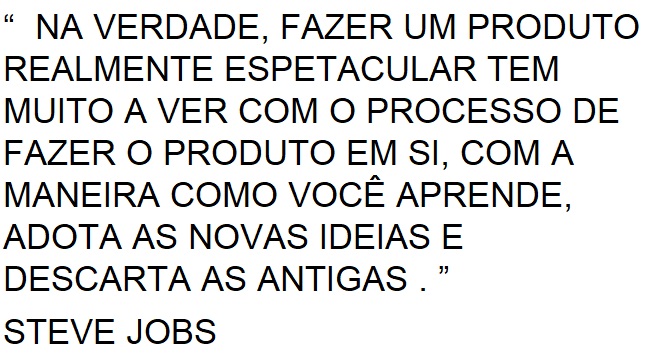 “  NA VERDADE, FAZER UM PRODUTO
REALMENTE ESPETACULAR TEM
MUITO A VER COM O PROCESSO DE
FAZER O PRODUTO EM SI, COM A
MANEIRA COMO VOCÊ APRENDE,
ADOTA AS NOVAS IDEIAS E
DESCARTA AS ANTIGAS . ”
STEVE JOBS